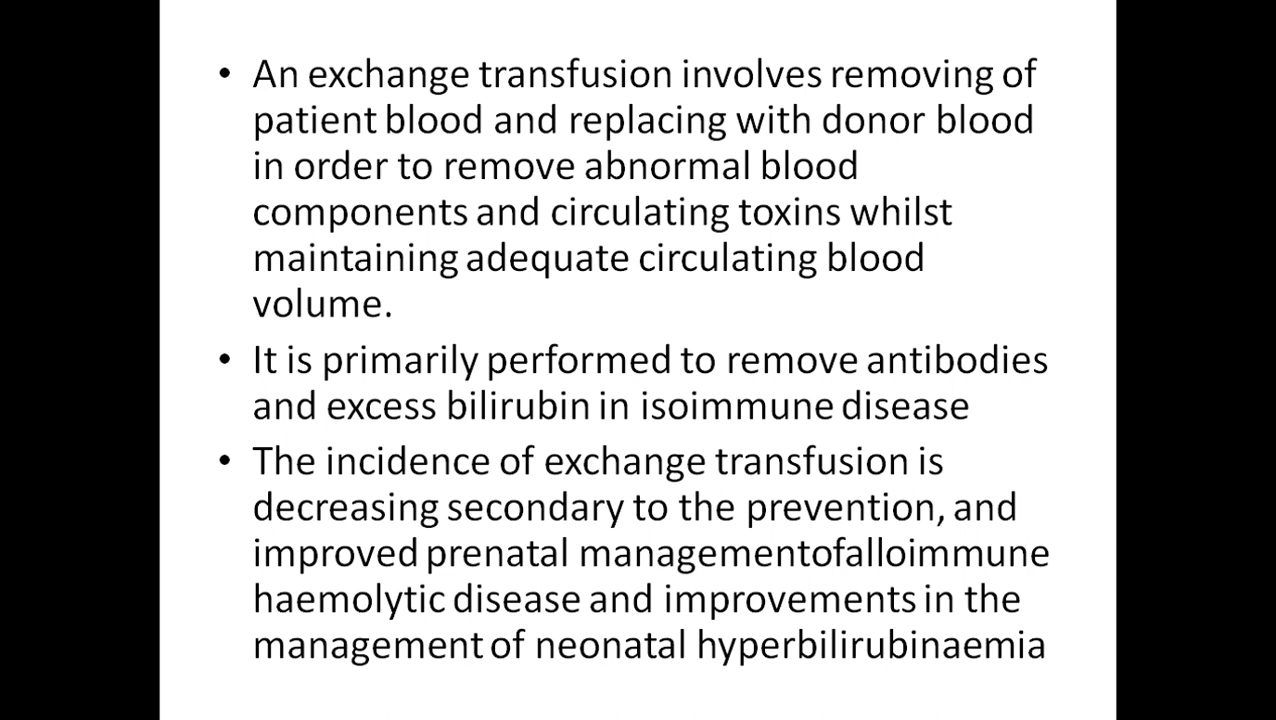 • An exchange transfusion involves removing of
patient blood and replacing with donor blood
in order to remove abnormal blood
components and circulating toxins whilst
maintaining adequate circulating blood
volume.
• It is primarily performed to remove antibodies
and excess bilirubin in isoimmune disease
• The incidence of exchange transfusion is
decreasing secondary to the prevention, and
improved prenatal managementofalloimmune
haemolytic disease and improvements in the
management of neonatal hyperbilirubinaemia